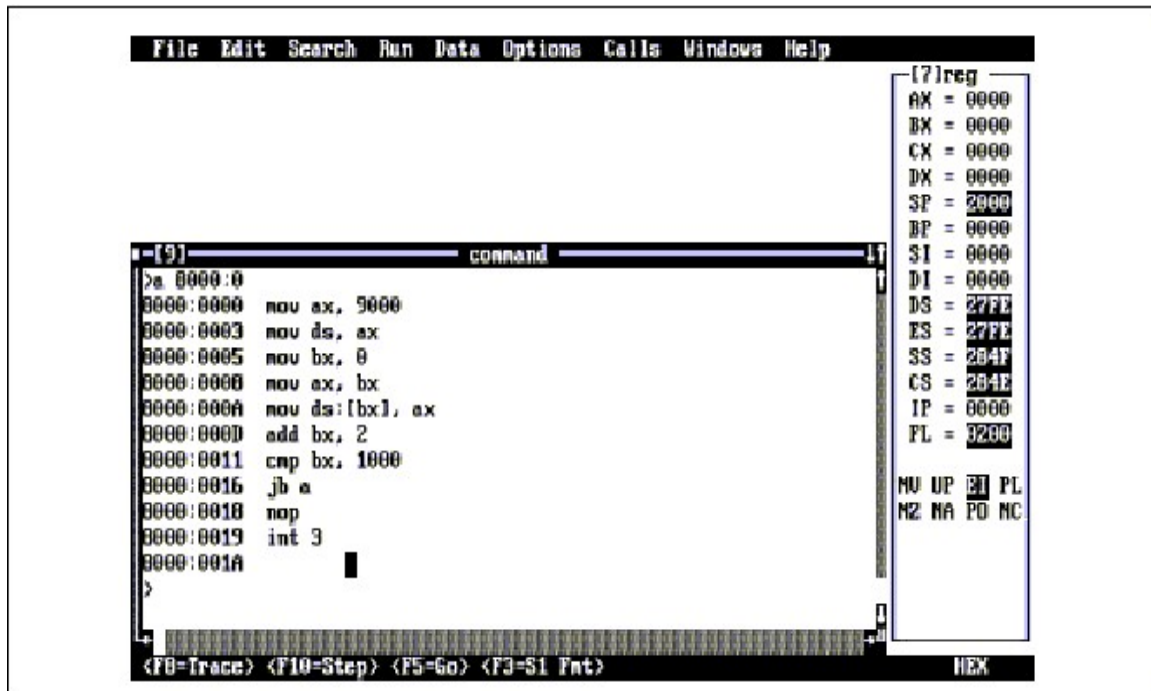 File Edit Search Run Data Options Calls Windows Help
[7]reg
AX = 0000
BX = 0000
CX = 0000
DX = 0000
SP = 2000
BP = 0000
SI = 0000
DI = 0000
DS = 27FE
ES = 27FE
SS = 284F
CS = 284E
IP = 0000
FL = 0200
NV UP EI PL
NZ NA PO NC
[9] command
>a 8000:0
8000:0000 mov ax, 9000
8000:0003 mov ds, ax
8000:0005 mov bx, 0
8000:0008 mov ax, bx
8000:000A mov ds:[bx], ax
8000:000D add bx, 2
8000:0011 cmp bx, 1000
8000:0016 jb a
8000:0018 nop
8000:0019 int 3
8000:001A
>
<F8=Trace> <F10=Step> <F5=Go> <F3=S1 Fmt> HEX